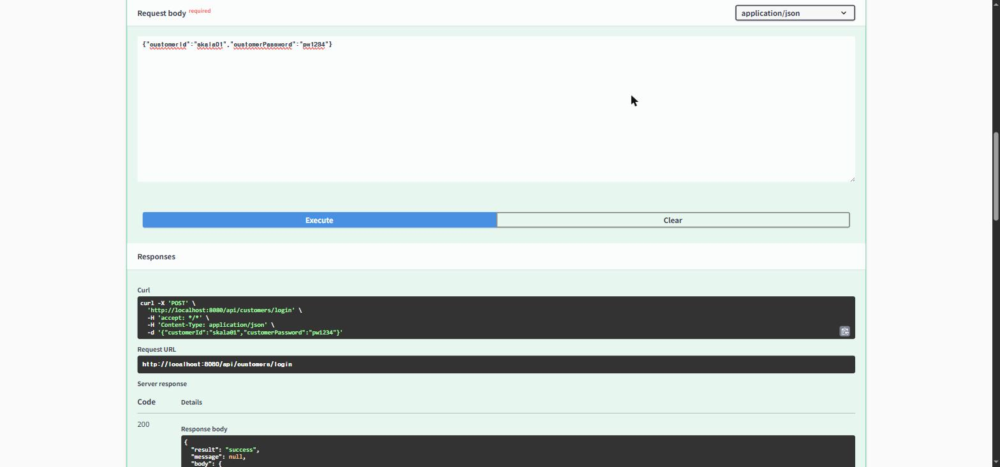 Request body required
application/json
{"customerId":"skala01","customerPassword":"pw1234"}
Execute
Clear
Responses
Curl
curl -X 'POST' \
'http://localhost:8080/api/customers/login' \
-H 'accept: */*' \
-H 'Content-Type: application/json' \
-d '{"customerId":"skala01","customerPassword":"pw1234"}'
Request URL
http://localhost:8080/api/customers/login
Server response
Code
Details
200
Response body
{
"result": "success",
"message": null,
"body": {